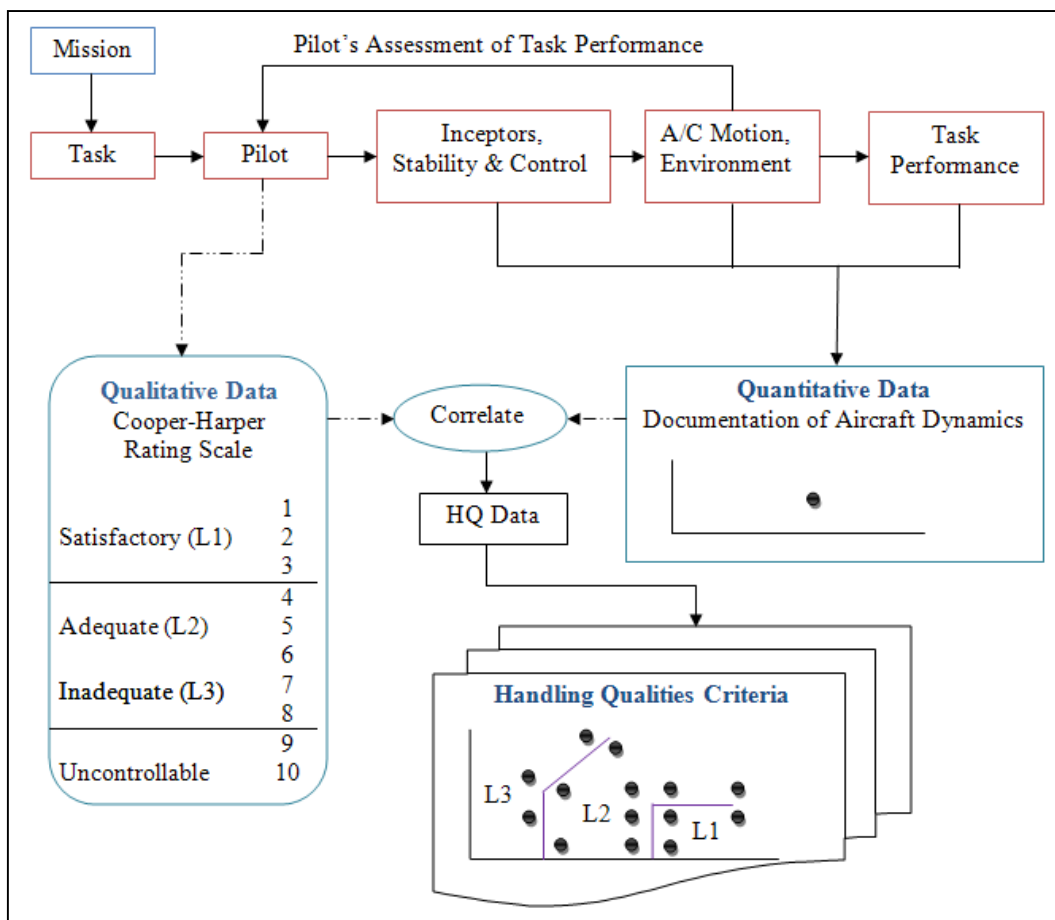 Pilot's Assessment of Task Performance
Mission
Task
Pilot
Inceptors,
Stability & Control
A/C Motion,
Environment
Task
Performance
Qualitative Data
Cooper-Harper
Rating Scale
1
Satisfactory (L1) 2
3
4
Adequate (L2) 5
6
Inadequate (L3) 7
8
9
Uncontrollable 10
Correlate
HQ Data
Quantitative Data
Documentation of Aircraft Dynamics
Handling Qualities Criteria
L3
L2
L1